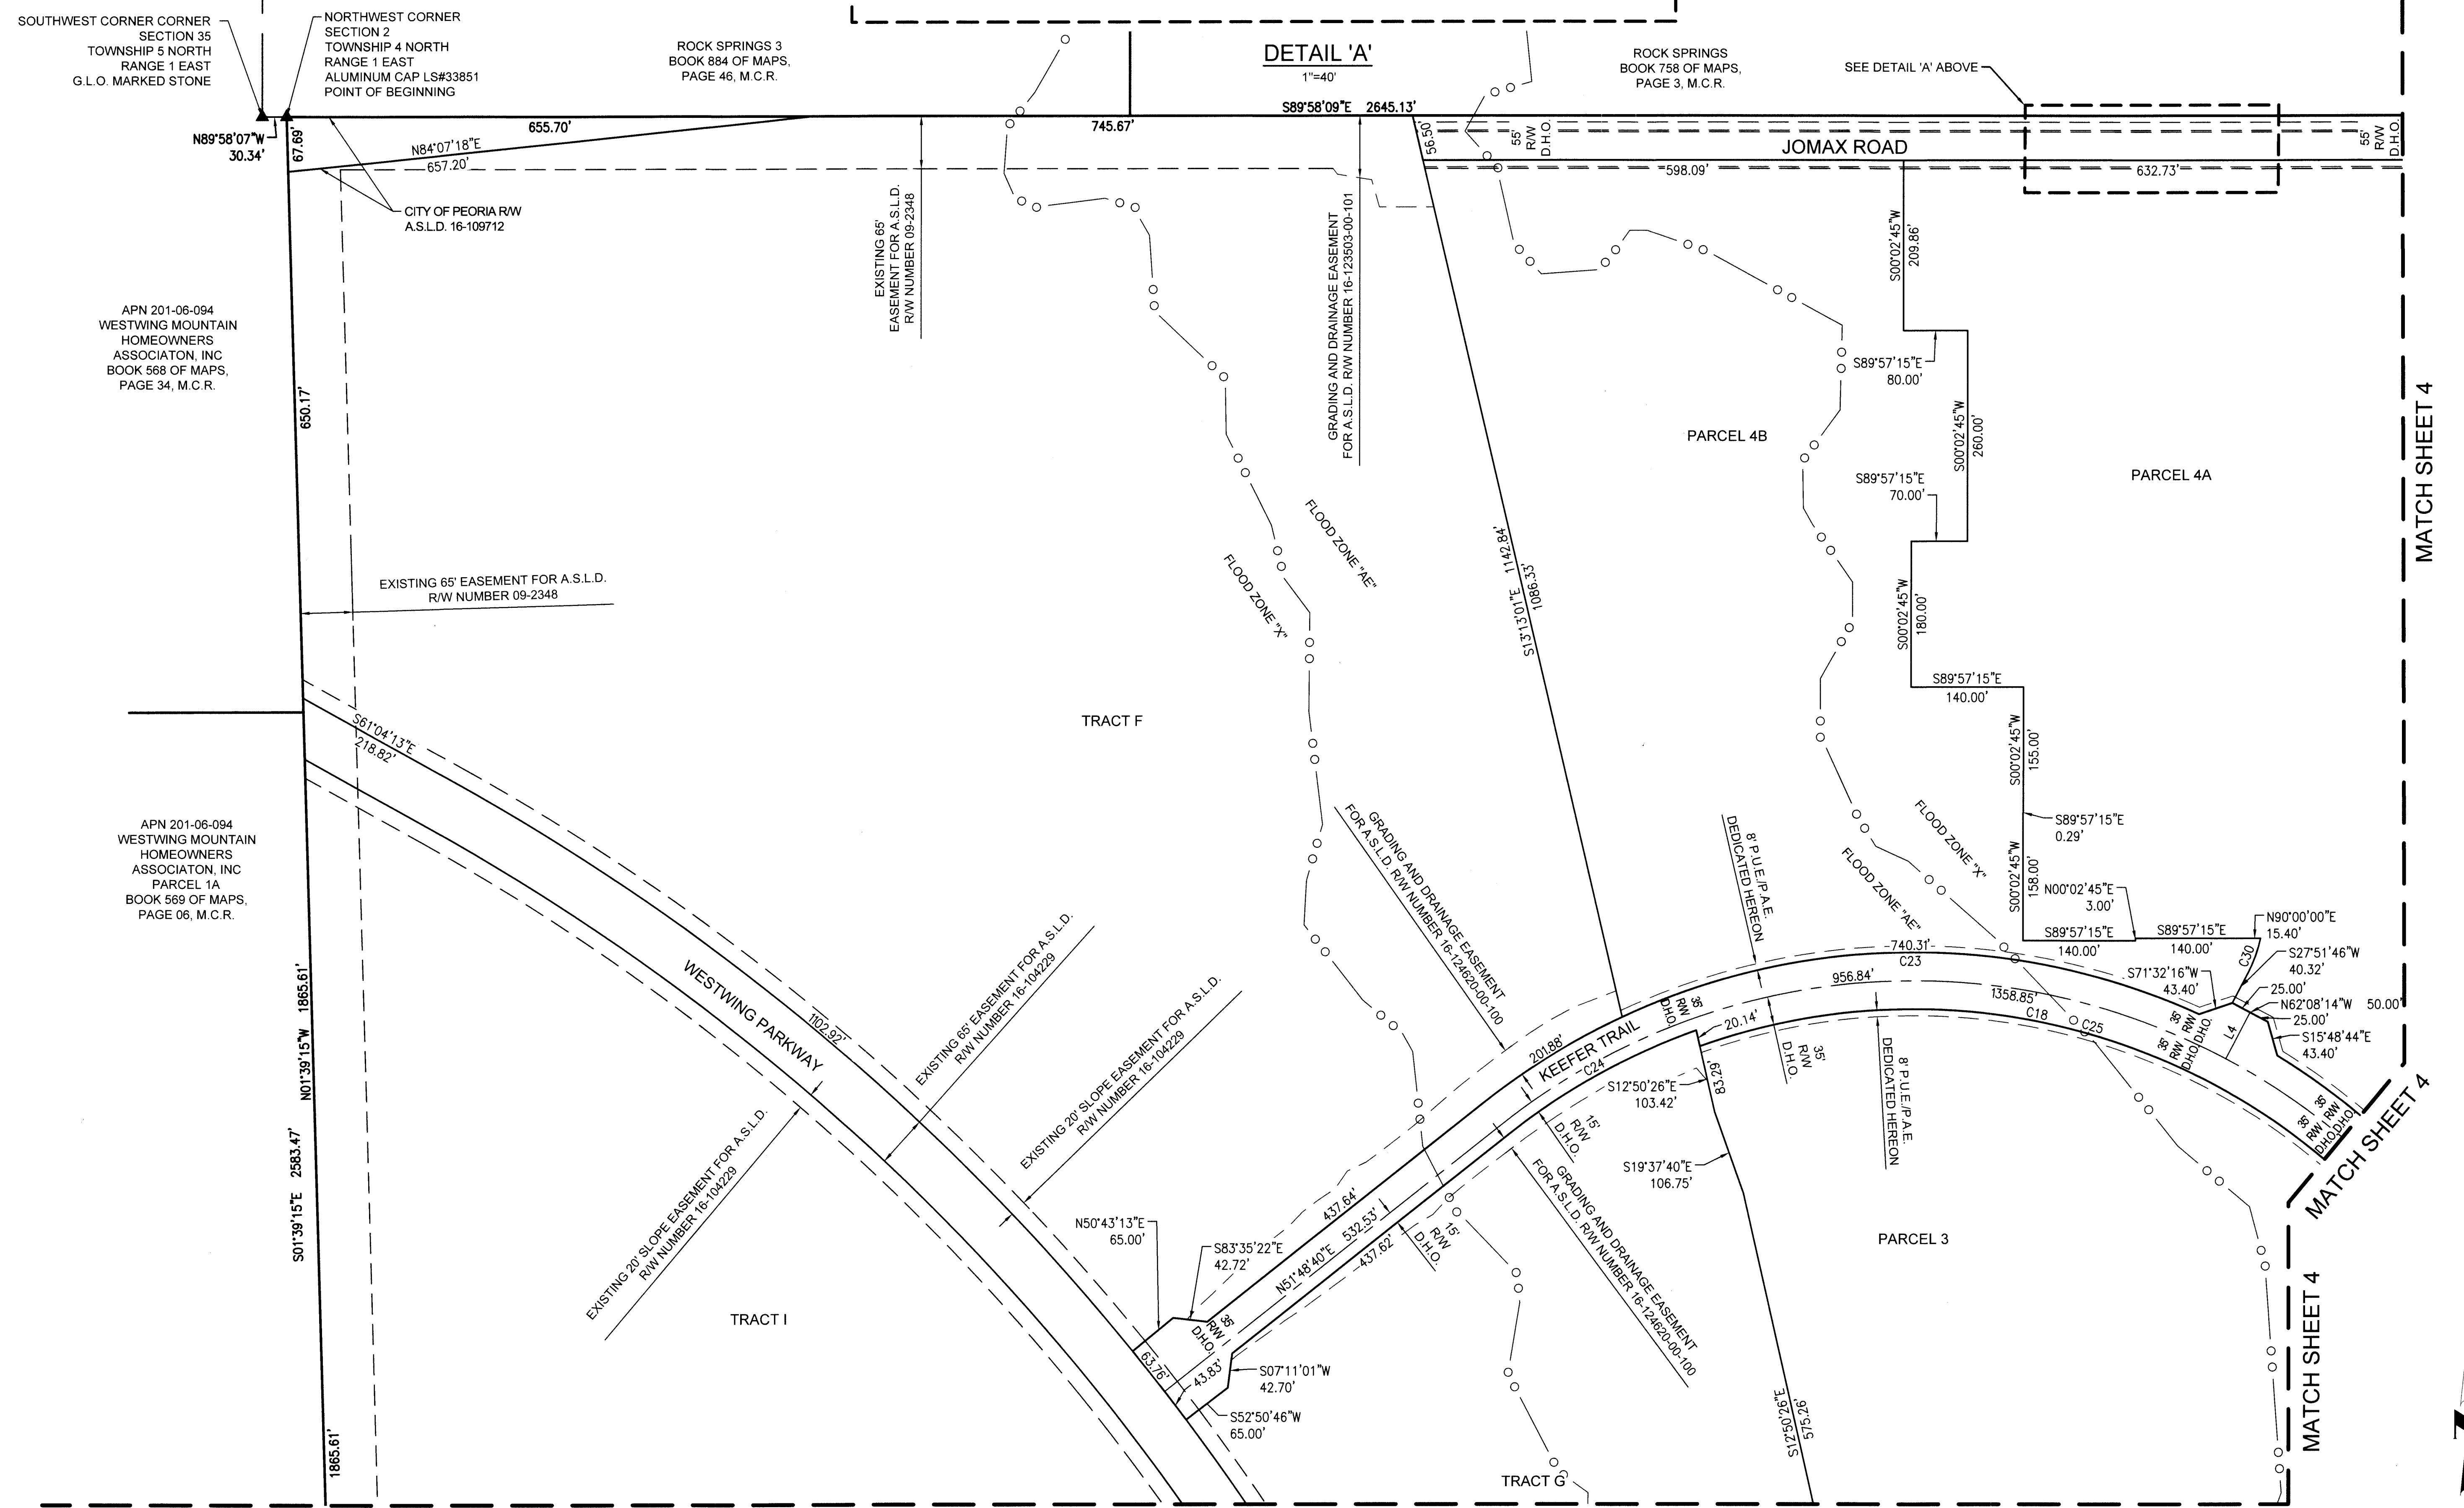 SOUTHWEST CORNER CORNER
SECTION 35
TOWNSHIP 5 NORTH
RANGE 1 EAST
G.L.O. MARKED STONE
NORTHWEST CORNER
SECTION 2
TOWNSHIP 4 NORTH
RANGE 1 EAST
ALUMINUM CAP LS#33851
POINT OF BEGINNING
ROCK SPRINGS 3
BOOK 884 OF MAPS,
PAGE 46, M.C.R.
DETAIL 'A'
1"=40'
ROCK SPRINGS
BOOK 758 OF MAPS,
PAGE 3, M.C.R.
SEE DETAIL 'A' ABOVE
S89°58'09"E 2645.13'
N89°58'07"W
30.34'
67.69'
655.70'
N84°07'18"E
657.20'
745.67'
56.50'
55'
R/W
D.H.O.
JOMAX ROAD
598.09'
632.73'
55'
R/W
D.H.O.
CITY OF PEORIA R/W
A.S.L.D. 16-109712
EXISTING 65'
EASEMENT FOR A.S.L.D.
R/W NUMBER 09-2348
GRADING AND DRAINAGE EASEMENT
FOR A.S.L.D. R/W NUMBER 16-123503-00-101
S00°02'45"W
209.86'
APN 201-06-094
WESTWING MOUNTAIN
HOMEOWNERS
ASSOCIATON, INC
BOOK 568 OF MAPS,
PAGE 34, M.C.R.
650.17'
S89°57'15"E
80.00'
PARCEL 4B
S00°02'45"W
260.00'
PARCEL 4A
MATCH SHEET 4
S89°57'15"E
70.00'
FLOOD ZONE "AE"
FLOOD ZONE "X"
S13°13'01"E 1142.84'
1086.33'
EXISTING 65' EASEMENT FOR A.S.L.D.
R/W NUMBER 09-2348
S00°02'45"W
180.00'
S89°57'15"E
140.00'
S61°04'13"E
218.82'
TRACT F
S00°02'45"W
155.00'
S89°57'15"E
0.29'
APN 201-06-094
WESTWING MOUNTAIN
HOMEOWNERS
ASSOCIATON, INC
PARCEL 1A
BOOK 569 OF MAPS,
PAGE 06, M.C.R.
GRADING AND DRAINAGE EASEMENT
FOR A.S.L.D. R/W NUMBER 16-124620-00-100
8' P.U.E./P.A.E.
DEDICATED HEREON
FLOOD ZONE "X"
FLOOD ZONE "AE"
S00°02'45"W
158.00'
N00°02'45"E
3.00'
S89°57'15"E
140.00'
S89°57'15"E
140.00'
N90°00'00"E
15.40'
C30
S27°51'46"W
40.32'
S71°32'16"W
43.40'
25.00'
N62°08'14"W 50.00'
25.00'
S15°48'44"E
43.40'
L4
740.31'
C23
956.84'
1358.85'
C18
C25
35'
R/W
D.H.O.
35'
R/W
D.H.O.
N01°39'15"W 1865.61'
WESTWING PARKWAY
1102.92'
EXISTING 65' EASEMENT FOR A.S.L.D.
R/W NUMBER 16-104229
EXISTING 20' SLOPE EASEMENT FOR A.S.L.D.
R/W NUMBER 16-104229
EXISTING 20' SLOPE EASEMENT FOR A.S.L.D.
R/W NUMBER 16-104229
201.88'
KEEFER TRAIL
C24
35'
R/W
D.H.O.
20.14'
35'
R/W
D.H.O.
83.29'
S12°50'26"E
103.42'
15'
R/W
D.H.O.
8' P.U.E./P.A.E.
DEDICATED HEREON
35'
R/W
D.H.O.
35'
R/W
D.H.O.
MATCH SHEET 4
S19°37'40"E
106.75'
S01°39'15"E 2583.47'
437.64'
N51°48'40"E 532.53'
437.62'
15'
R/W
D.H.O.
GRADING AND DRAINAGE EASEMENT
FOR A.S.L.D. R/W NUMBER 16-124620-00-100
PARCEL 3
N50°43'13"E
65.00'
S83°35'22"E
42.72'
35'
R/W
D.H.O.
TRACT I
63.76'
43.83'
S07°11'01"W
42.70'
S52°50'46"W
65.00'
S12°50'26"E
575.26'
MATCH SHEET 4
1865.61'
TRACT G